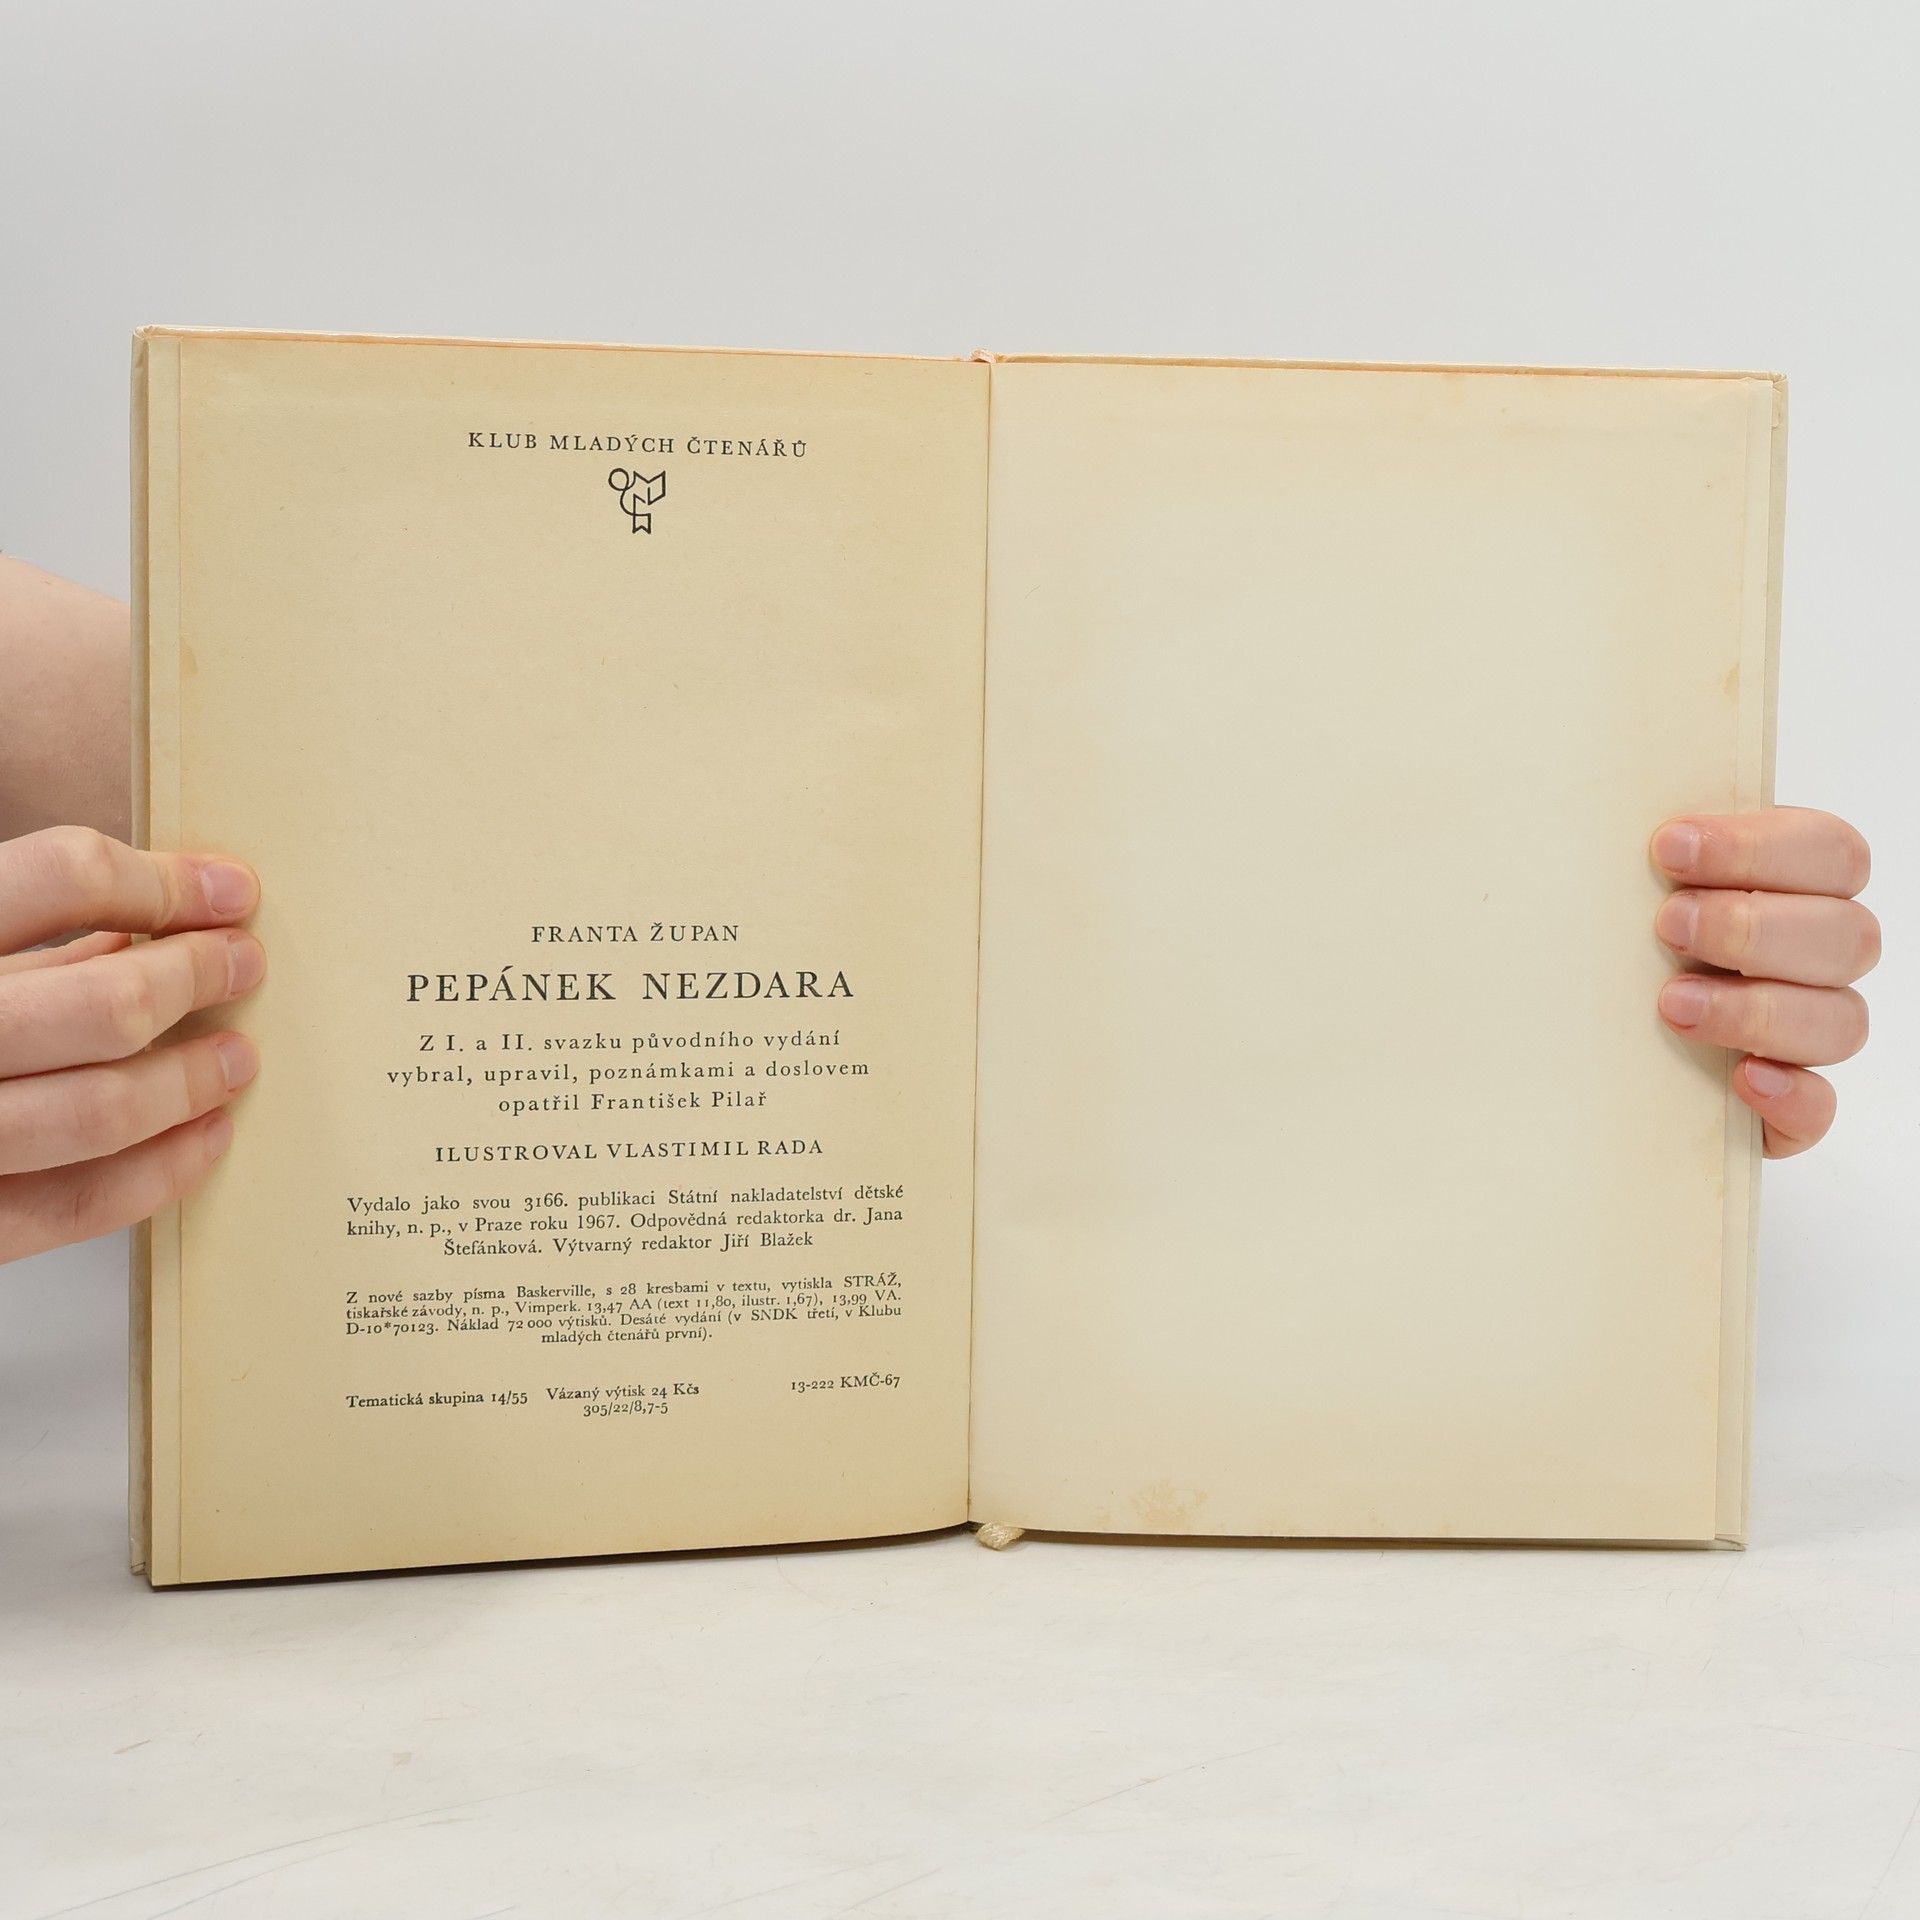 KLUB MLADÝCH ČTENÁŘŮ
FRANTA ŽUPAN
PEPÁNEK NEZDARA
Z I. a II. svazku původního vydání
vybral, upravil, poznámkami a doslovem
opatřil František Pilař
ILUSTROVAL VLASTIMIL RADA
Vydalo jako svou 3166. publikaci Státní nakladatelství dětské
knihy, n. p., v Praze roku 1967. Odpovědná redaktorka dr. Jana
Štefánková. Výtvarný redaktor Jiří Blažek
Z nové sazby písma Baskerville, s 28 kresbami v textu, vytiskla STRÁŽ,
tiskařské závody, n. p., Vimperk. 13,47 AA (text 11,80, ilustr. 1,67), 13,99 VA.
D-10*70123. Náklad 72 000 výtisků. Desáté vydání (v SNDK třetí, v Klubu
mladých čtenářů první).
Tematická skupina 14/55 Vázaný výtisk 24 Kčs 13-222 KMČ-67
305/22/8,7-5